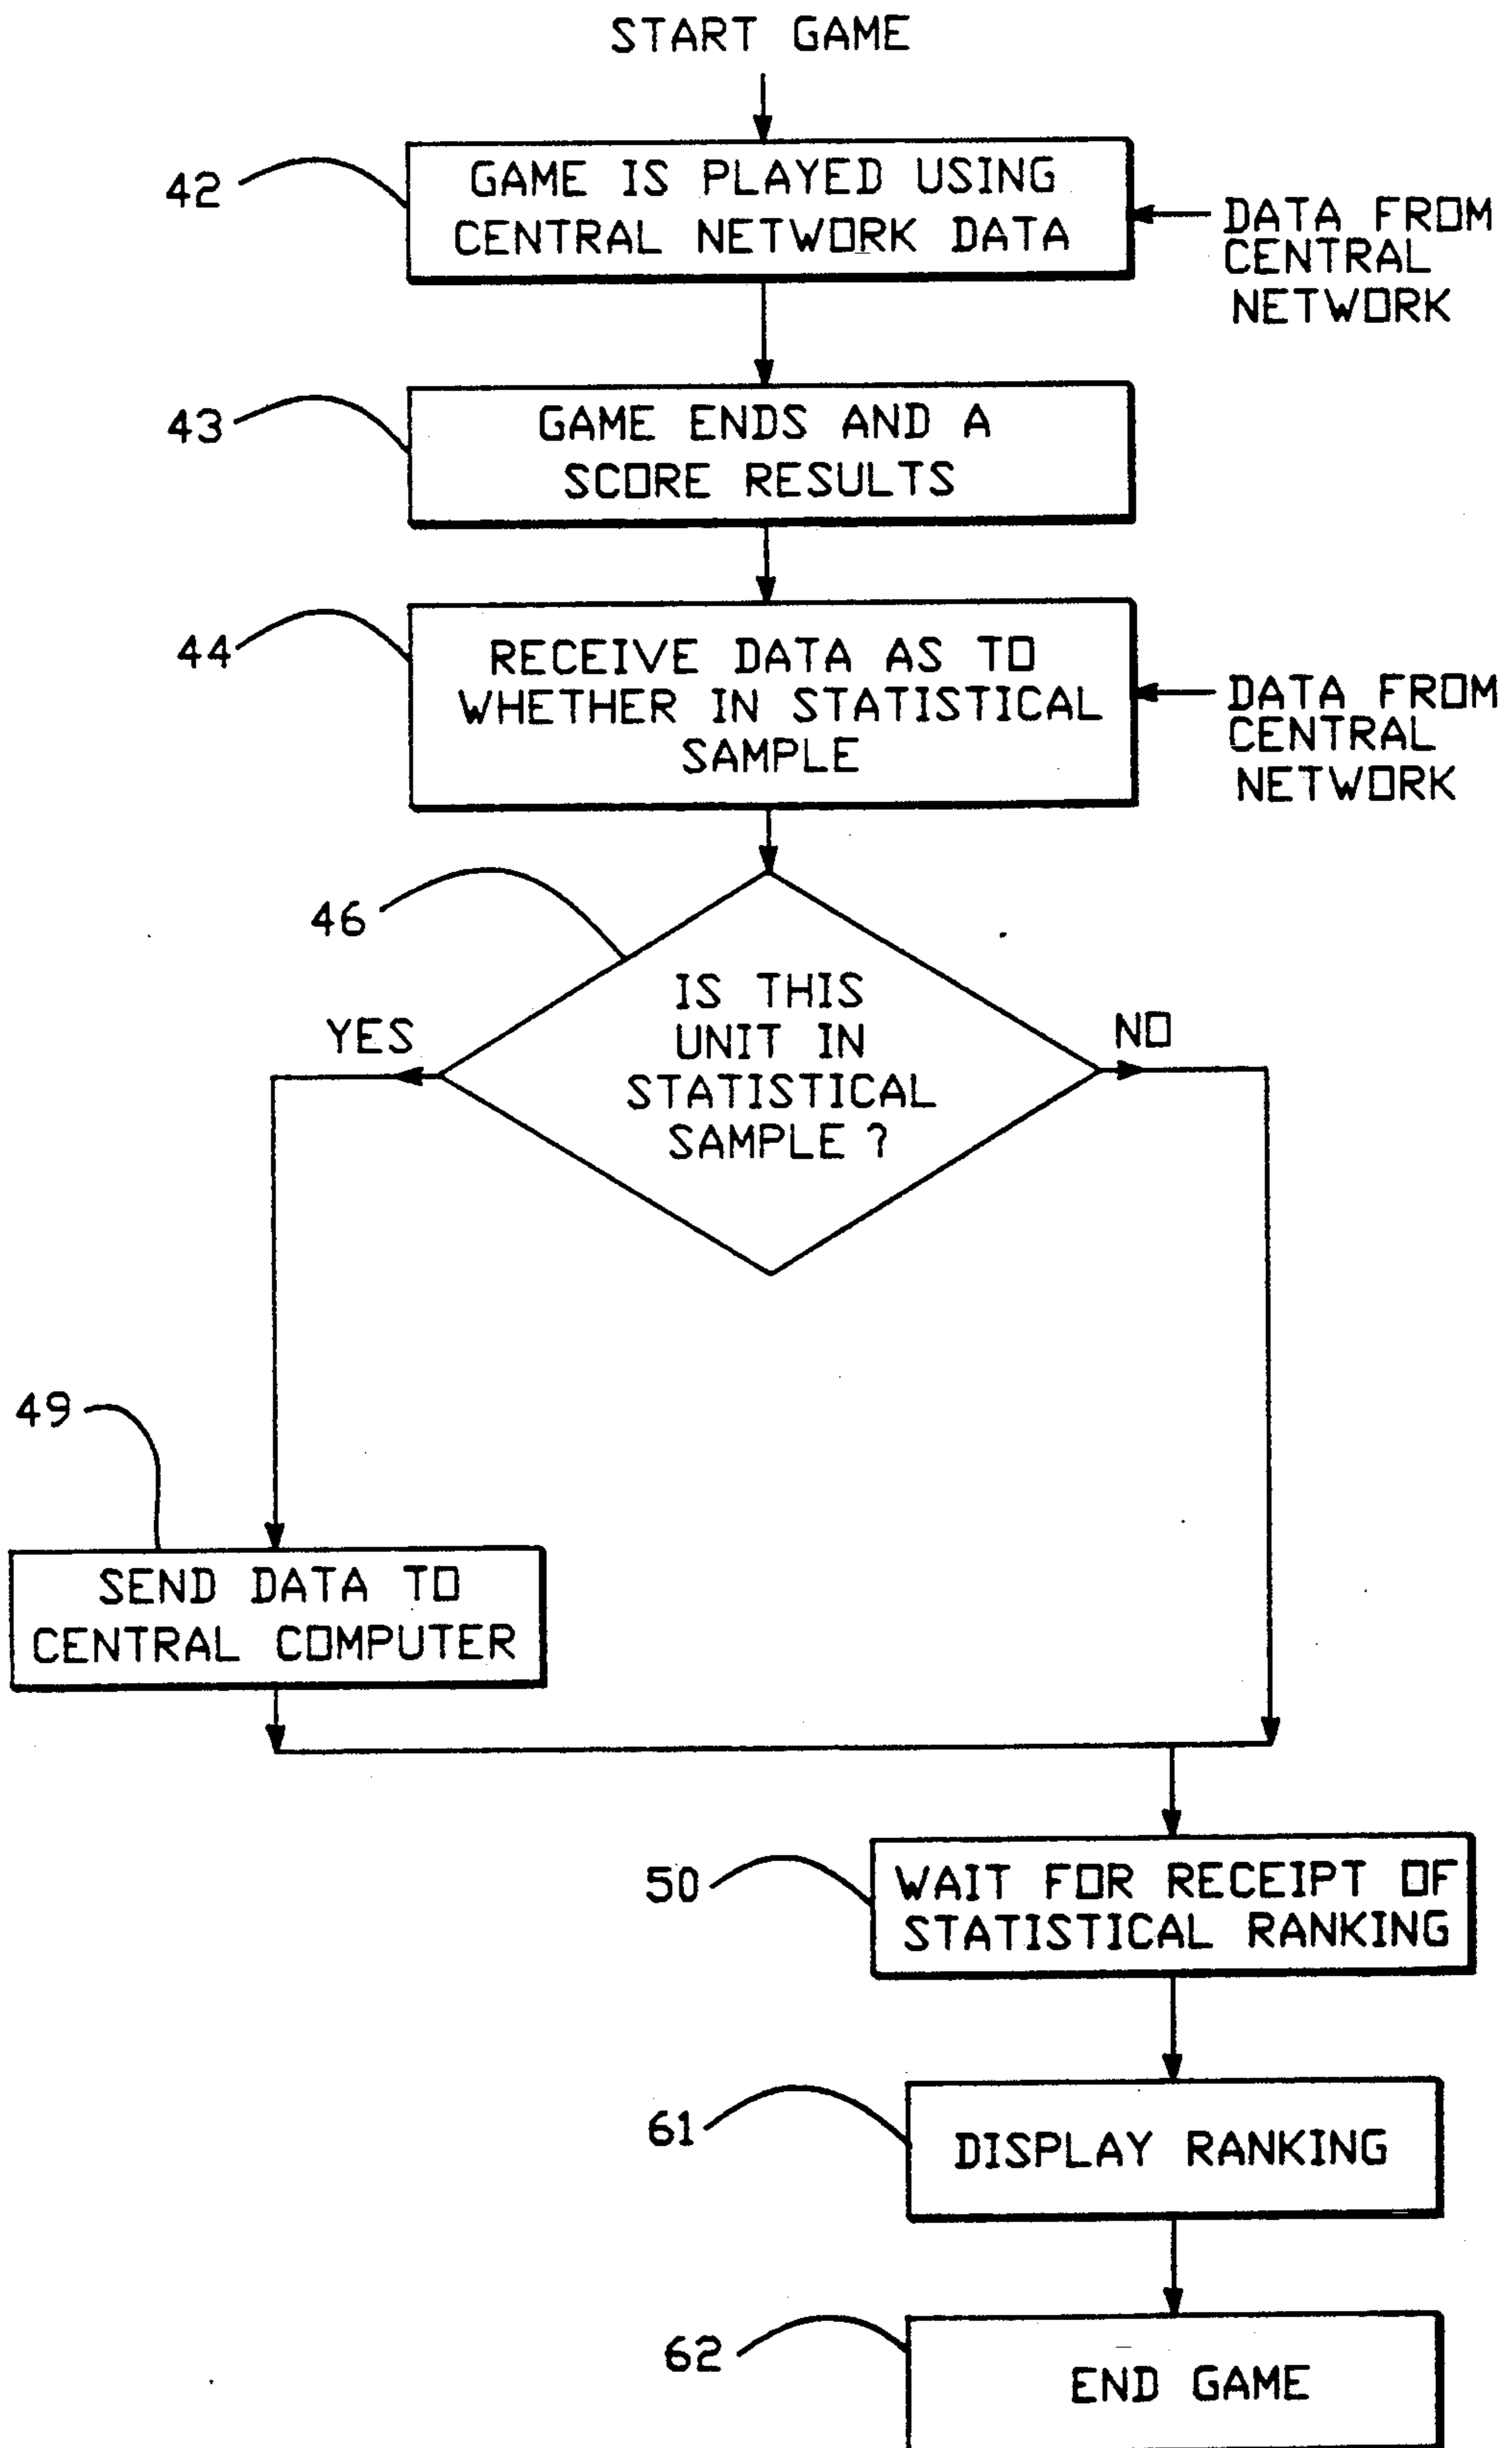 START GAME
42
GAME IS PLAYED USING
CENTRAL NETWORK DATA
DATA FROM
CENTRAL
NETWORK
43
GAME ENDS AND A
SCORE RESULTS
44
RECEIVE DATA AS TO
WHETHER IN STATISTICAL
SAMPLE
DATA FROM
CENTRAL
NETWORK
46
IS THIS
UNIT IN
STATISTICAL
SAMPLE ?
YES
NO
49
SEND DATA TO
CENTRAL COMPUTER
50
WAIT FOR RECEIPT OF
STATISTICAL RANKING
61
DISPLAY RANKING
62
END GAME